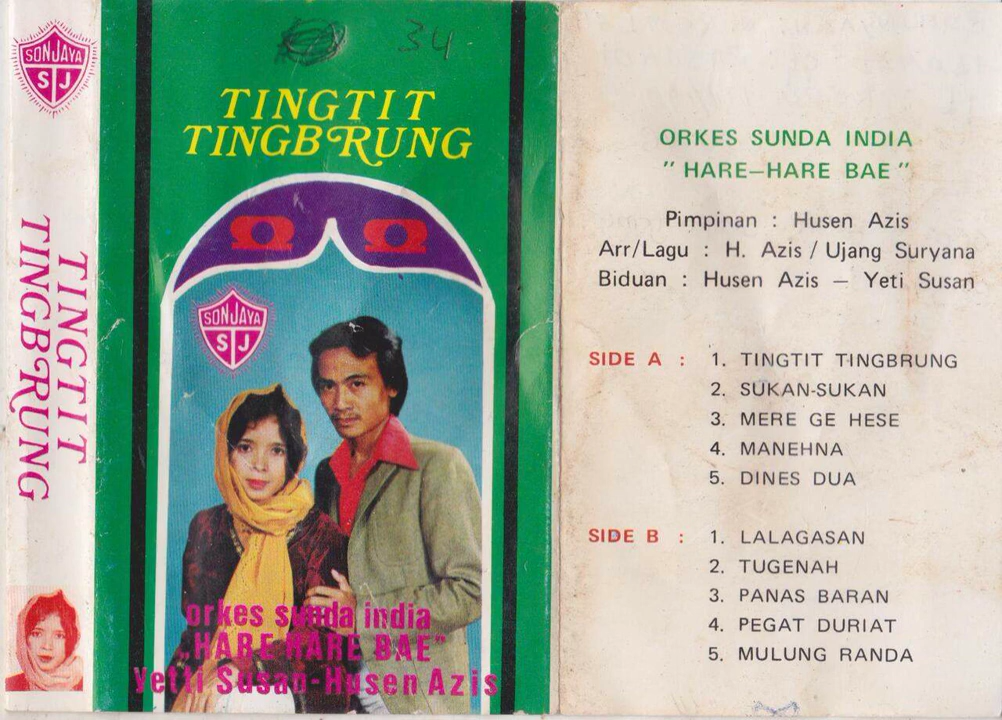 SONJAYA
S J
TINGTIT
TINGBRUNG
34
TINGTIT
TINGBRUNG
SONJAYA
S J
orkes sunda india
„HARE HARE BAE”
Yetti Susan-Husen Azis
ORKES SUNDA INDIA
" HARE–HARE BAE "
Pimpinan : Husen Azis
Arr/Lagu : H. Azis / Ujang Suryana
Biduan : Husen Azis — Yeti Susan
SIDE A : 1. TINGTIT TINGBRUNG
2. SUKAN-SUKAN
3. MERE GE HESE
4. MANEHNA
5. DINES DUA
SIDE B : 1. LALAGASAN
2. TUGENAH
3. PANAS BARAN
4. PEGAT DURIAT
5. MULUNG RANDA